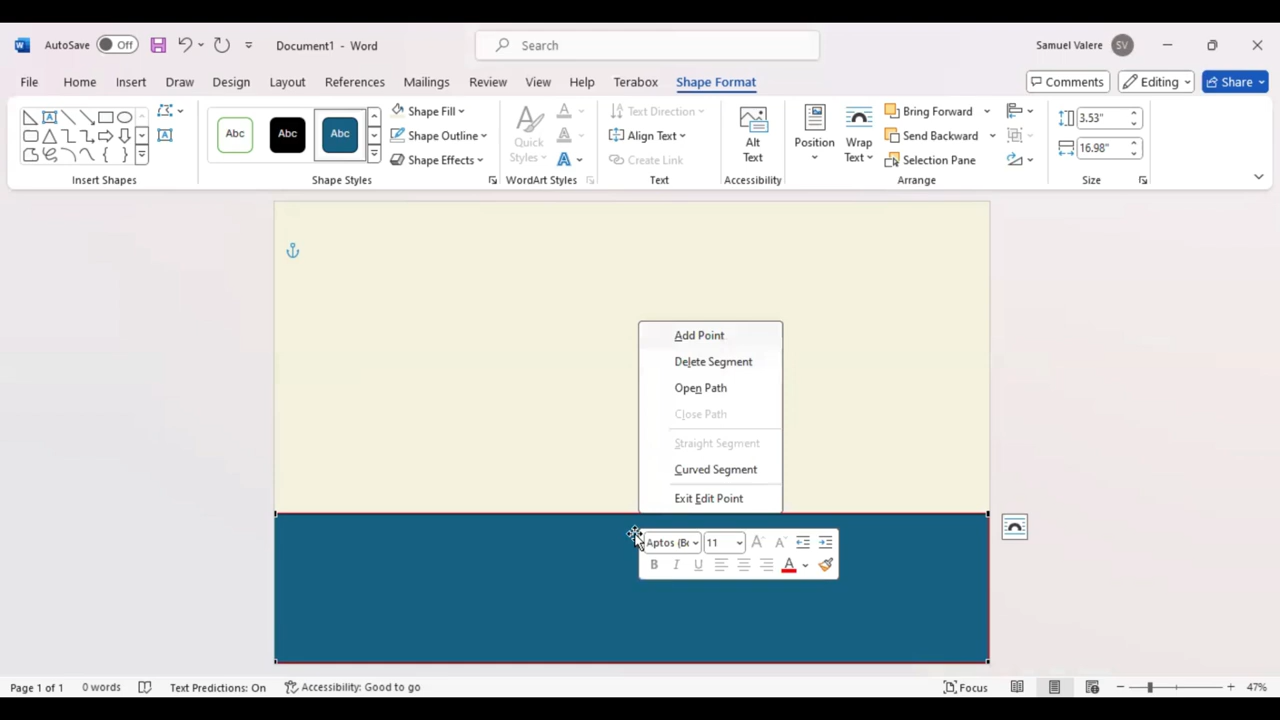 AutoSave Off Document1 - Word Search Samuel Valere SV
File Home Insert Draw Design Layout References Mailings Review View Help Terabox Shape Format Comments Editing Share
Abc Abc Abc
Shape Fill
Shape Outline
Shape Effects
Quick
Styles
Text Direction
Align Text
Create Link
Alt
Text
Position
Wrap
Text
Bring Forward
Send Backward
Selection Pane
3.53"
16.98"
Insert Shapes Shape Styles WordArt Styles Text Accessibility Arrange Size
Add Point
Delete Segment
Open Path
Close Path
Straight Segment
Curved Segment
Exit Edit Point
Aptos (Bo 11 A A
B I U A
Page 1 of 1 0 words Text Predictions: On Accessibility: Good to go Focus 47%